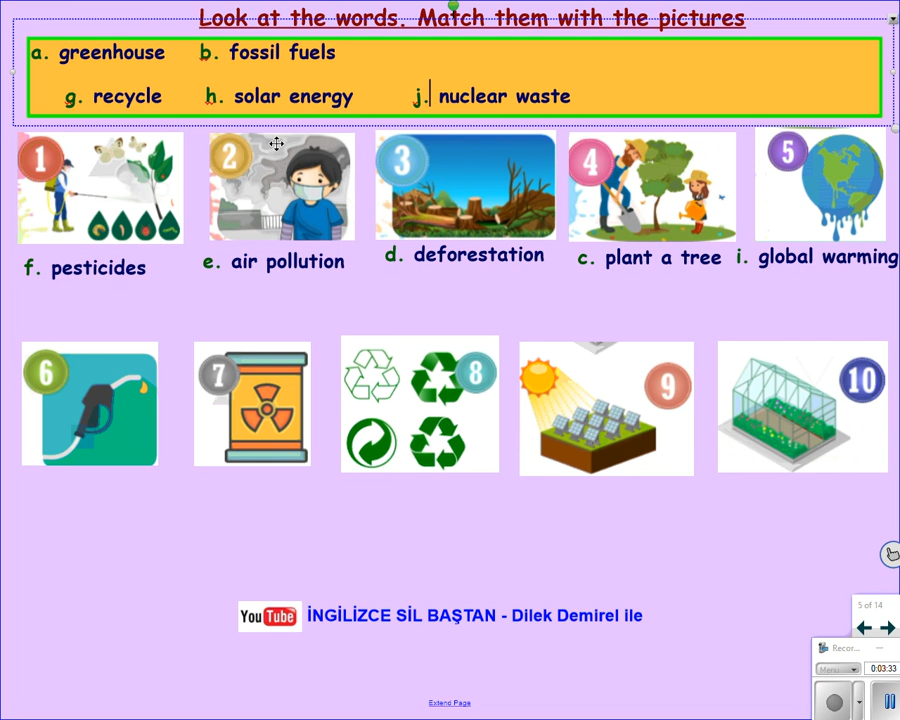 Look at the words. Match them with the pictures
a. greenhouse b. fossil fuels
g. recycle h. solar energy j. nuclear waste
1 2 3 4 5
f. pesticides e. air pollution d. deforestation c. plant a tree i. global warming
6 7 8 9 10
YouTube İNGİLİZCE SİL BAŞTAN - Dilek Demirel ile
5 of 14
Recor...
Menu 0:03:33
Extend Page